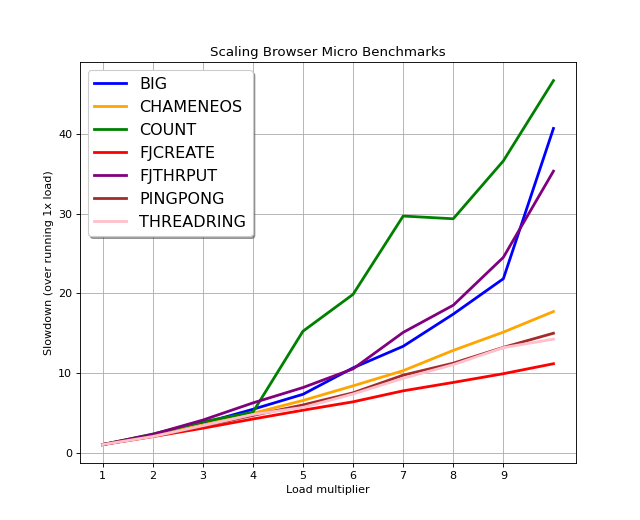 Scaling Browser Micro Benchmarks
BIG
CHAMENEOS
COUNT
FJCREATE
FJTHRPUT
PINGPONG
THREADRING
Slowdown (over running 1x load)
40
30
20
10
0
1 2 3 4 5 6 7 8 9
Load multiplier